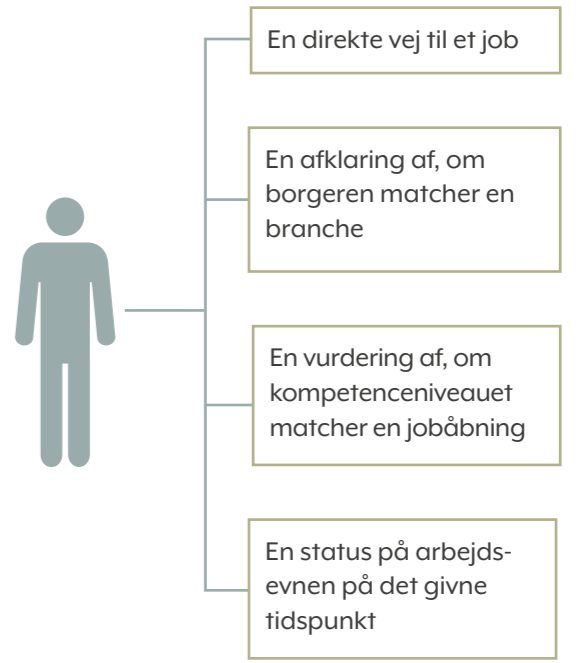 En direkte vej til et job
En afklaring af, om
borgeren matcher en
branche
En vurdering af, om
kompetenceniveauet
matcher en jobåbning
En status på arbejds-
evnen på det givne
tidspunkt